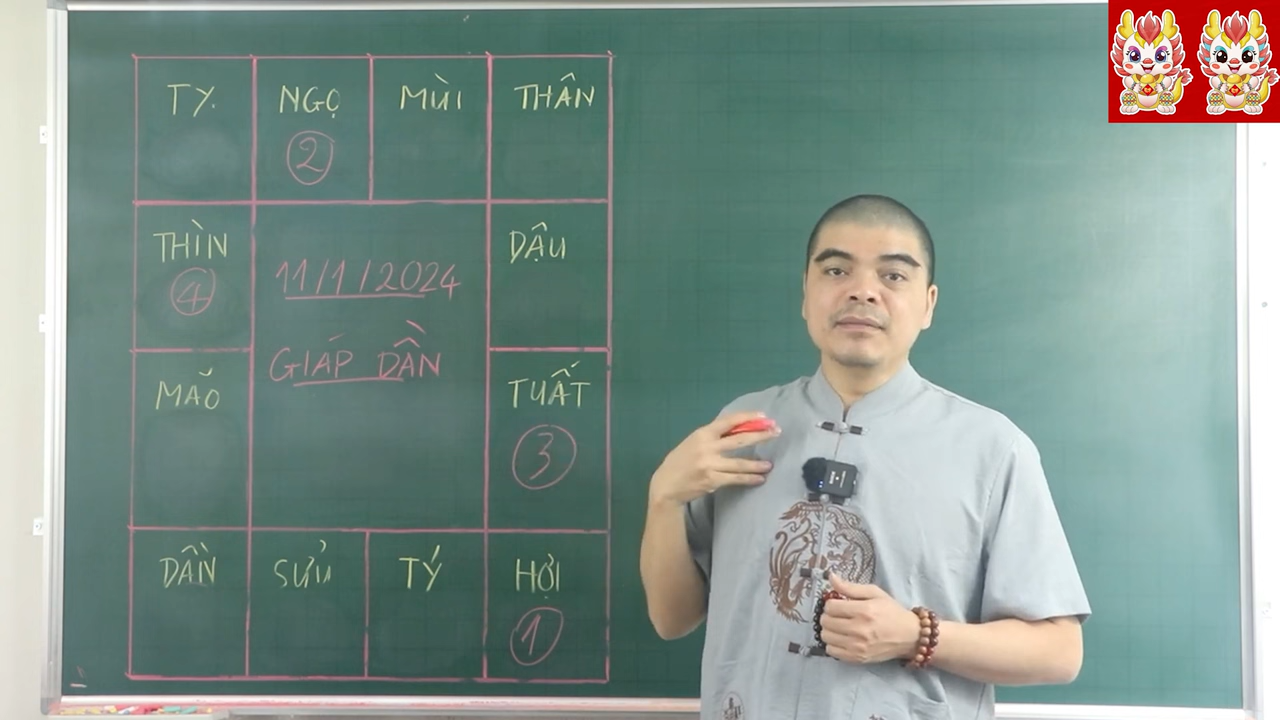 TỴ.
NGỌ
MÙI
THÂN
2
THÌN
4
11/1/2024
DẬU
GIÁP DẦN
MÃO
TUẤT
3
DẦN
SỬU
TÝ
HỢI
1